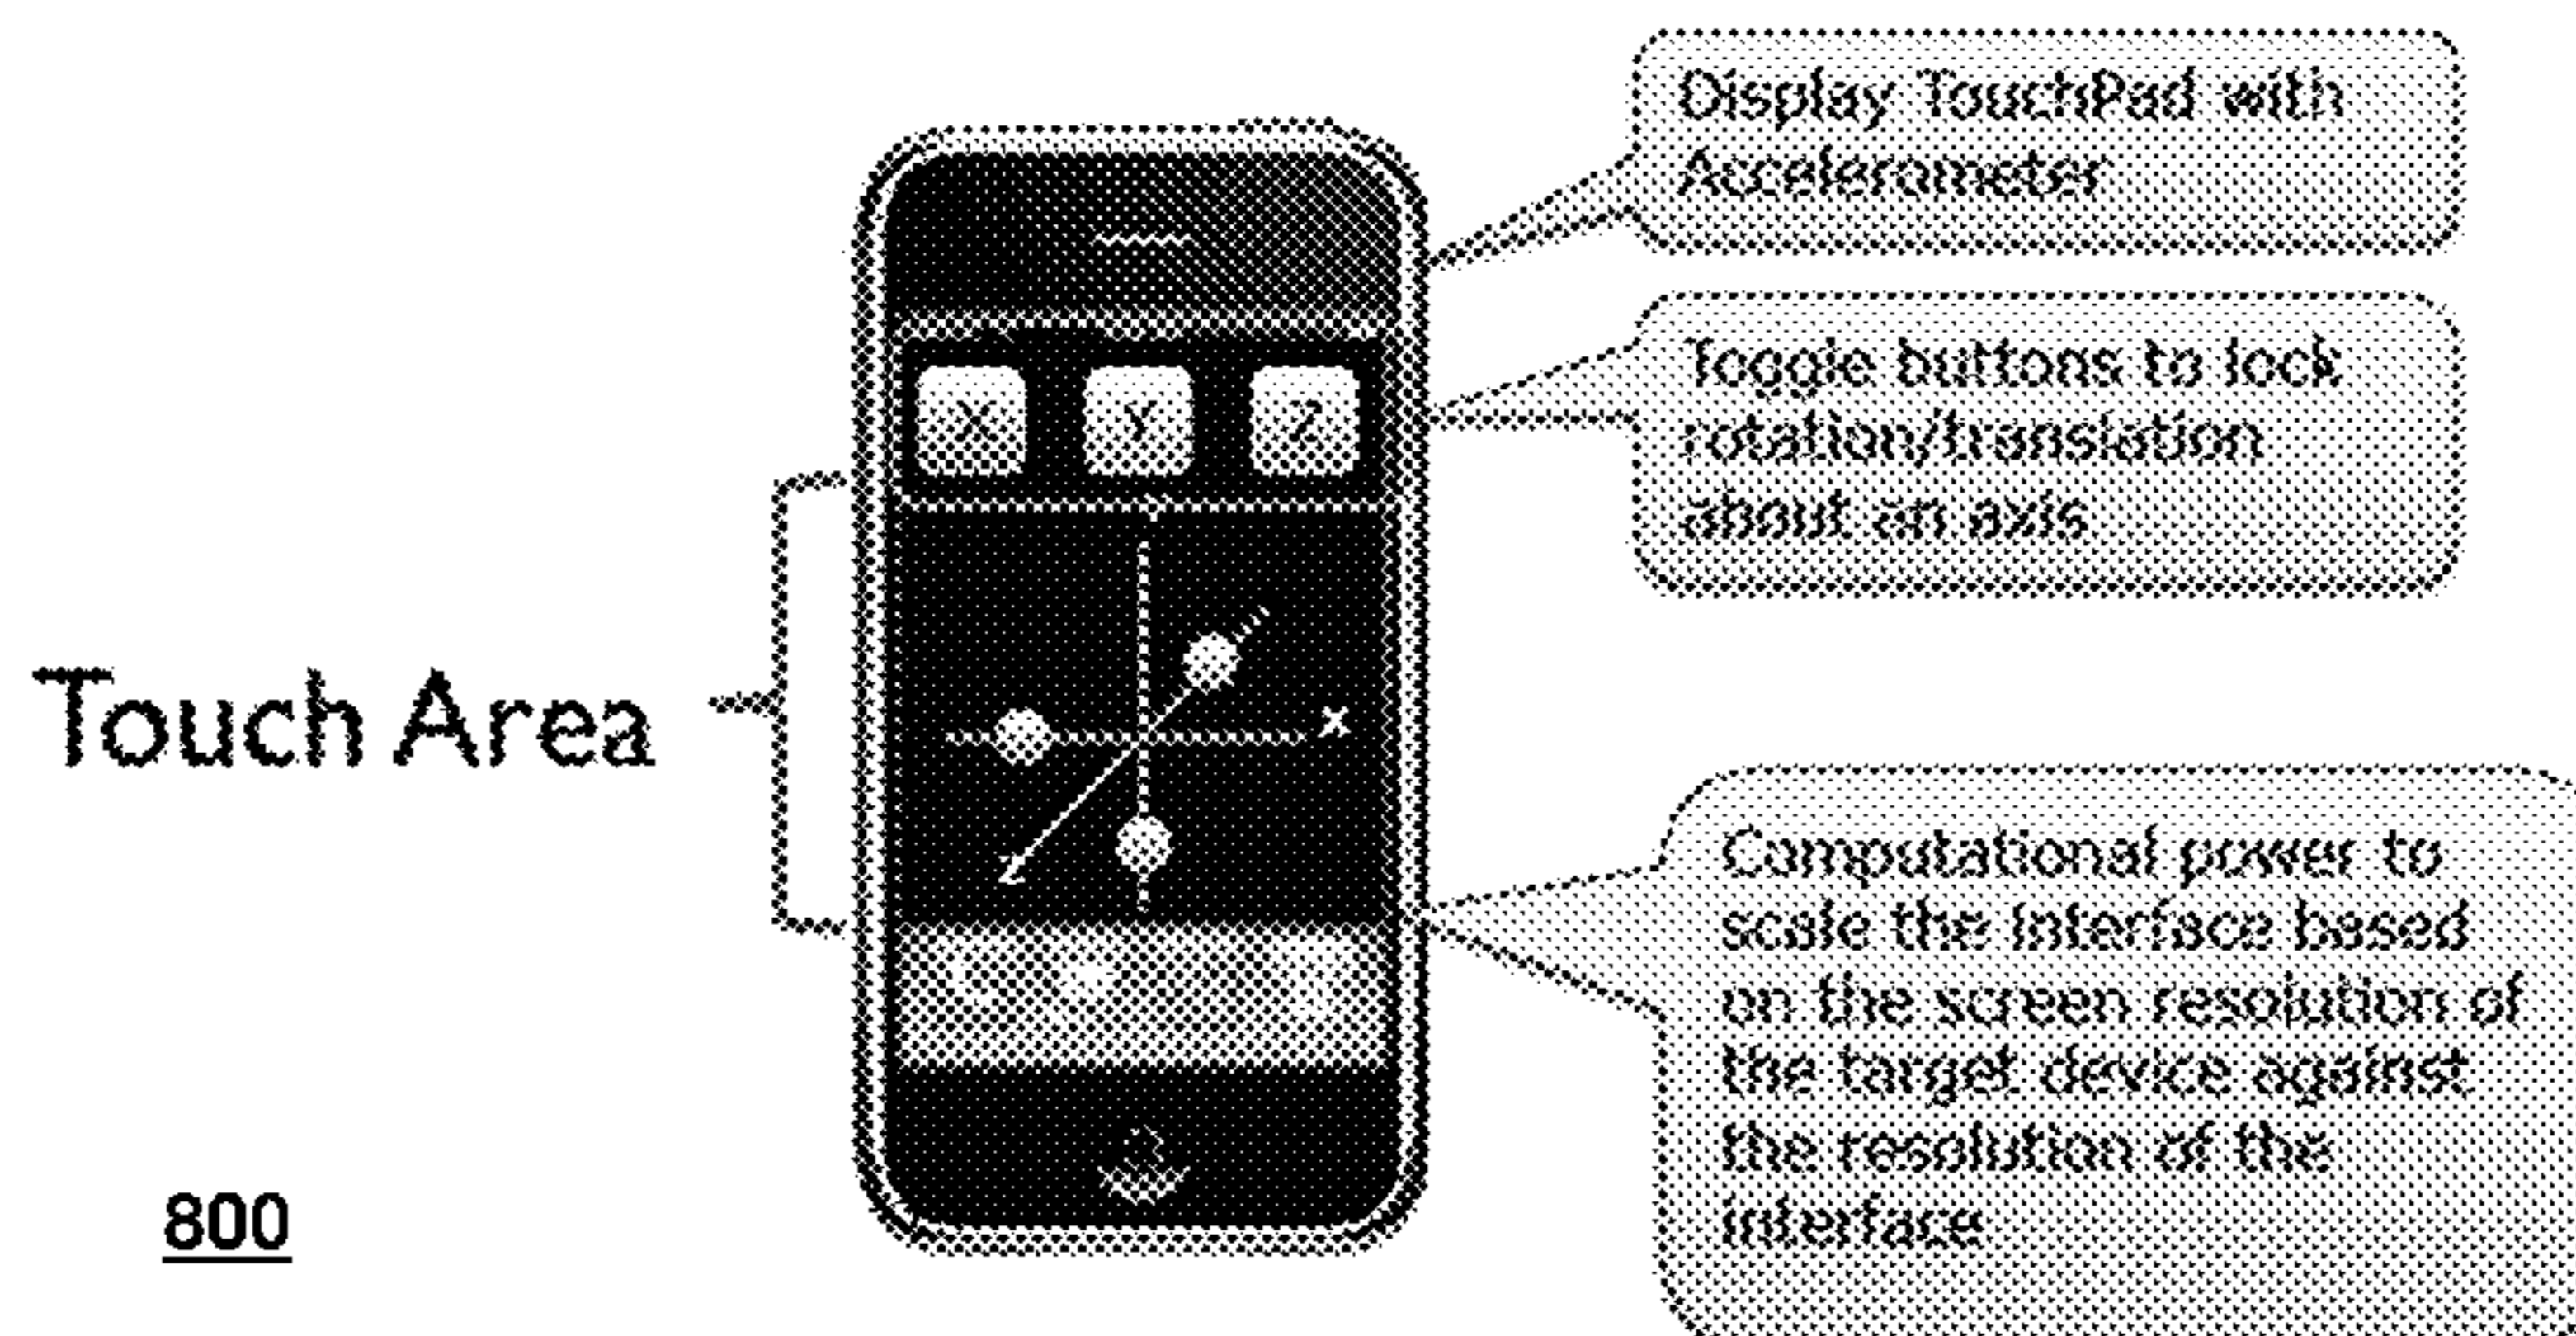 Display TouchPad with
Accelerometer
X Y Z
Toggle buttons to lock
rotation/translation
about an axis
Y
Touch Area
X
Z
Computational power to
scale the interface based
on the screen resolution of
the target device against
the resolution of the
interface
800